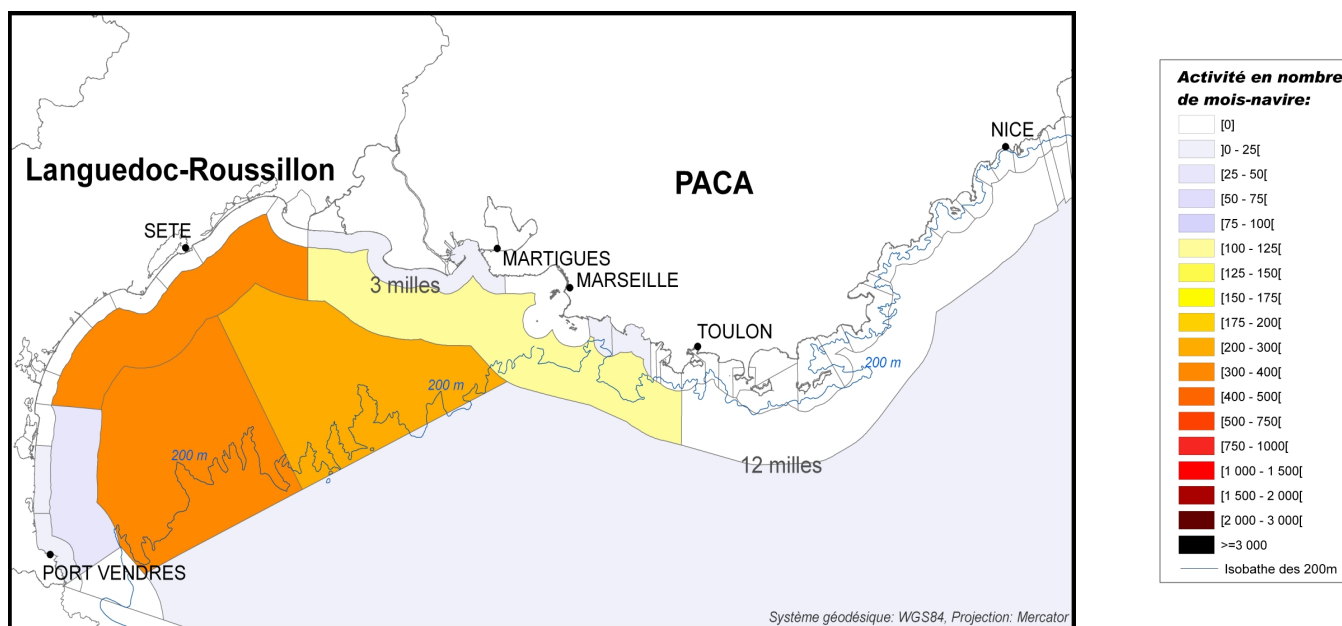 Languedoc-Roussillon
PACA
NICE
SETE
MARTIGUES
3 milles
MARSEILLE
TOULON
200 m
200 m
200 m
12 milles
PORT VENDRES
Système géodésique: WGS84, Projection: Mercator
Activité en nombre
de mois-navire:
[0]
]0 - 25[
[25 - 50[
[50 - 75[
[75 - 100[
[100 - 125[
[125 - 150[
[150 - 175[
[175 - 200[
[200 - 300[
[300 - 400[
[400 - 500[
[500 - 750[
[750 - 1000[
[1 000 - 1 500[
[1 500 - 2 000[
[2 000 - 3 000[
>=3 000
Isobathe des 200m